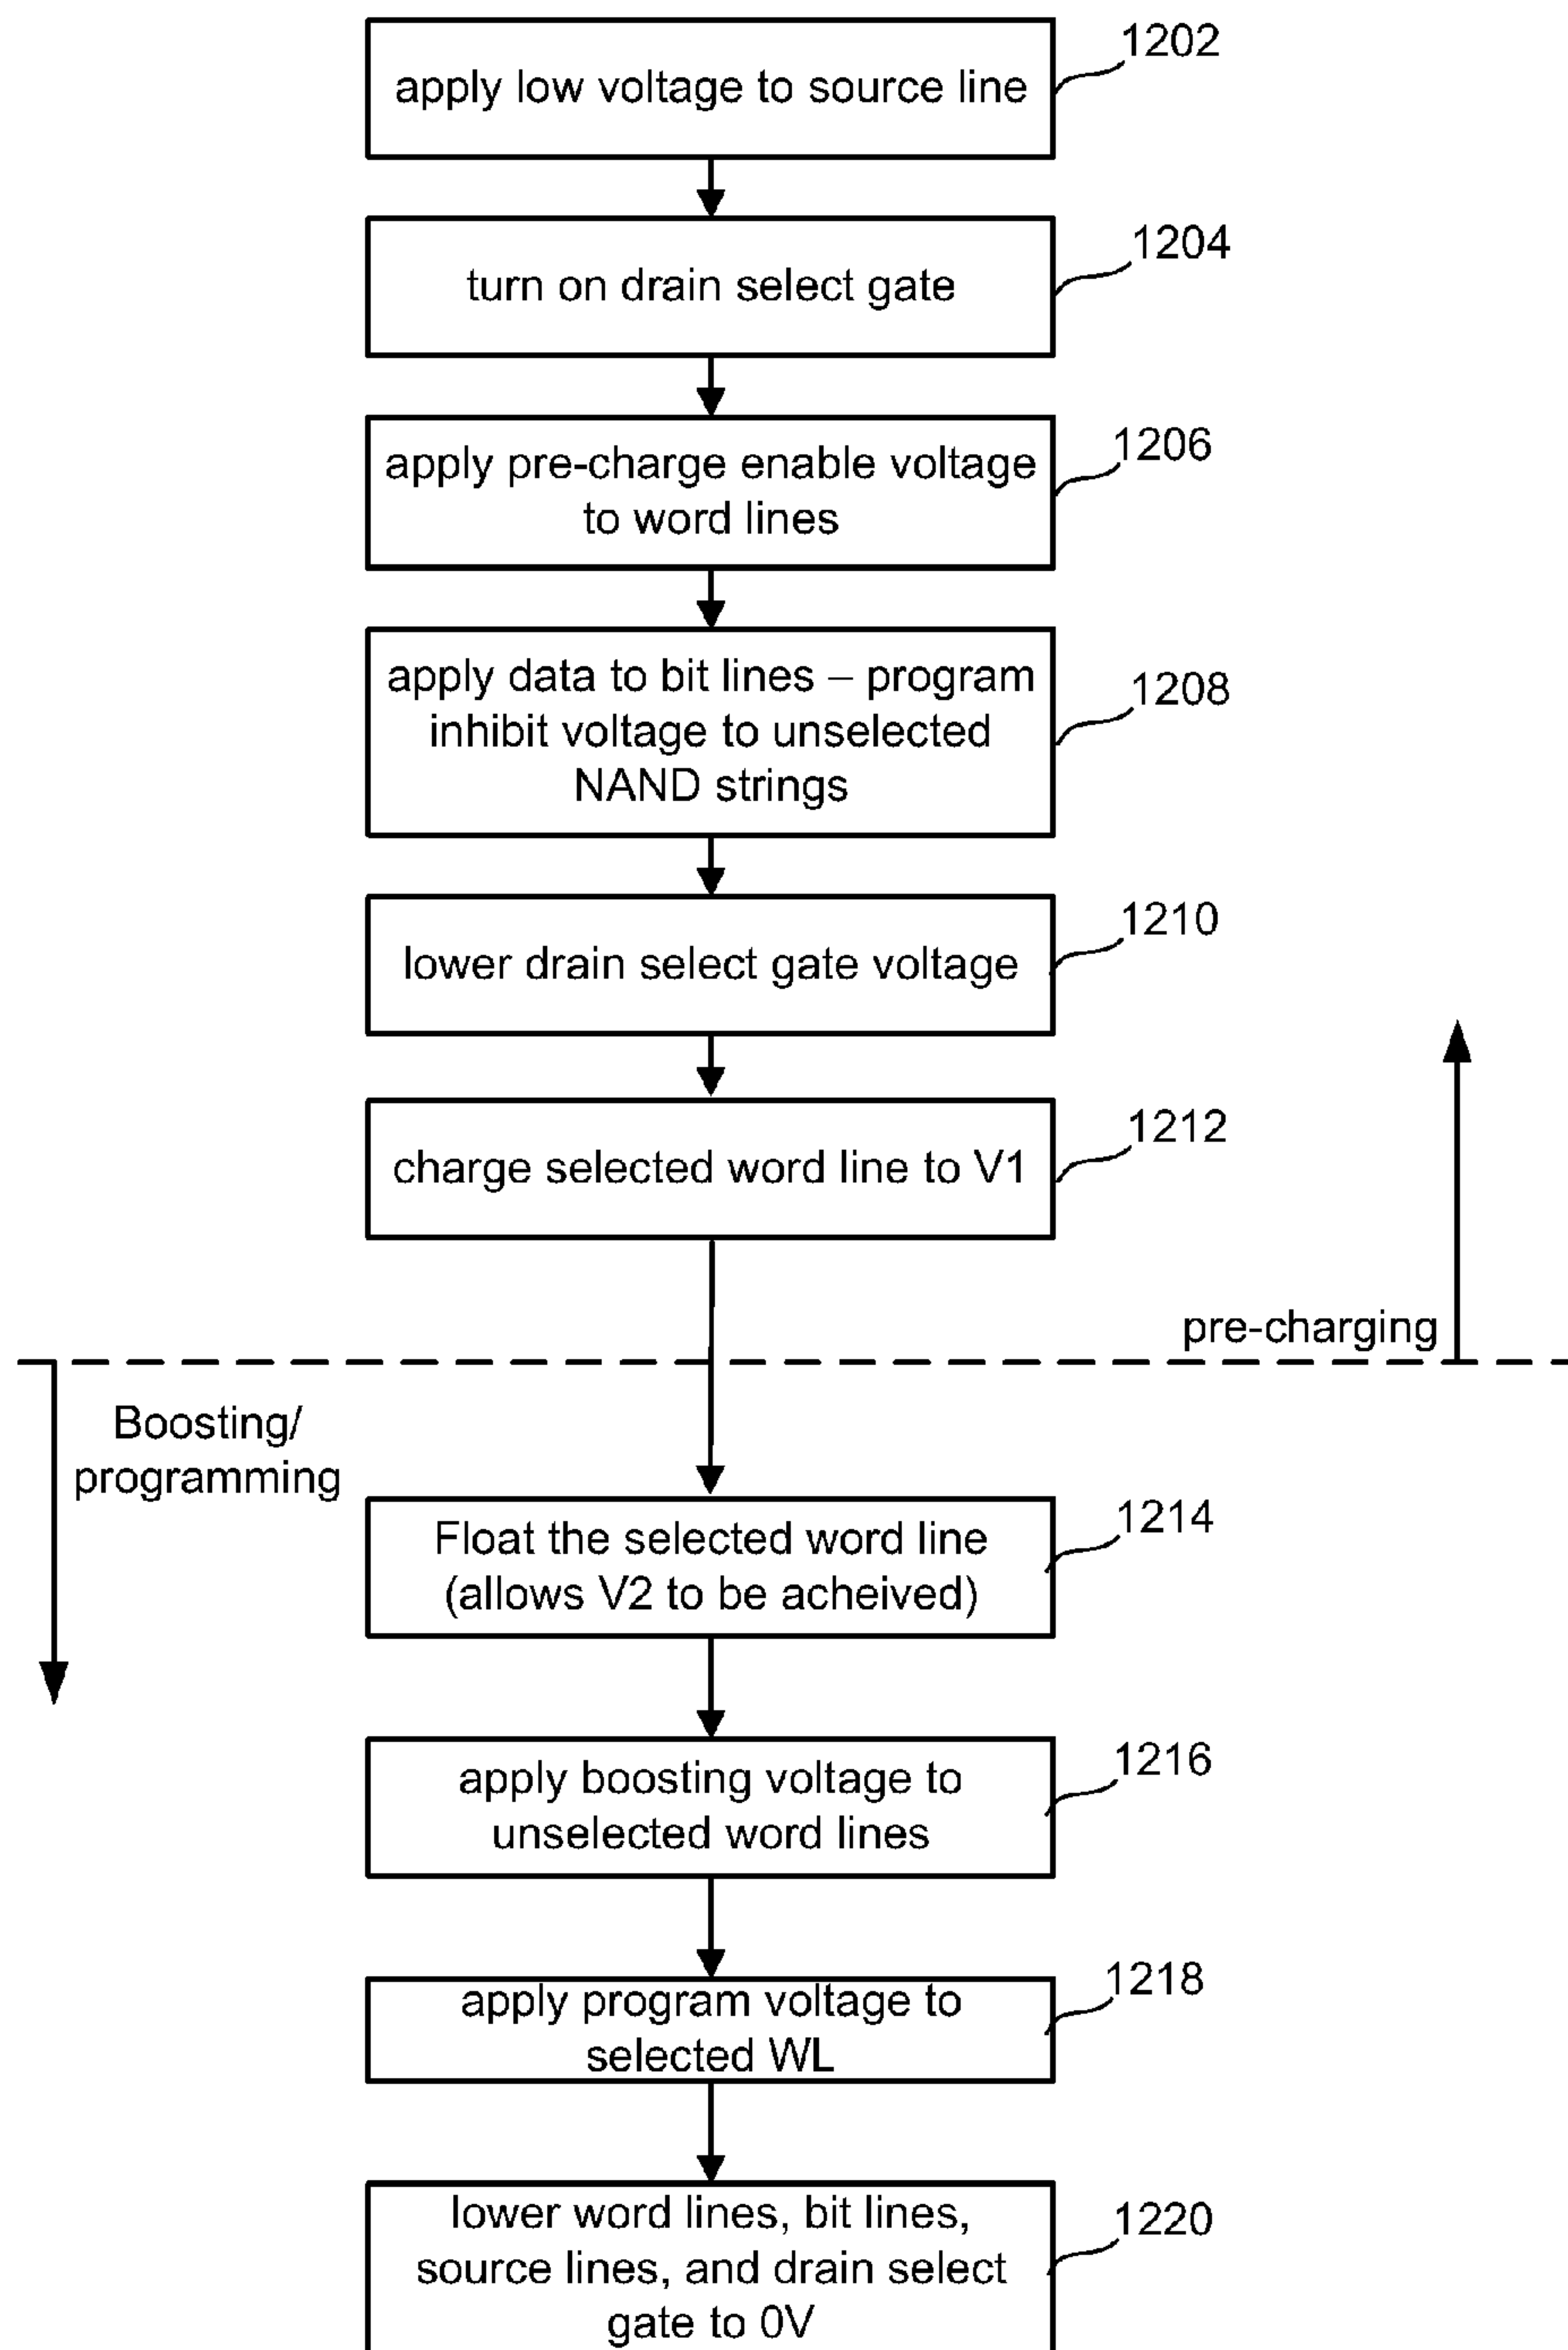 apply low voltage to source line
1202
turn on drain select gate
1204
apply pre-charge enable voltage
to word lines
1206
apply data to bit lines – program
inhibit voltage to unselected
NAND strings
1208
lower drain select gate voltage
1210
charge selected word line to V1
1212
pre-charging
Boosting/
programming
Float the selected word line
(allows V2 to be acheived)
1214
apply boosting voltage to
unselected word lines
1216
apply program voltage to
selected WL
1218
lower word lines, bit lines,
source lines, and drain select
gate to 0V
1220